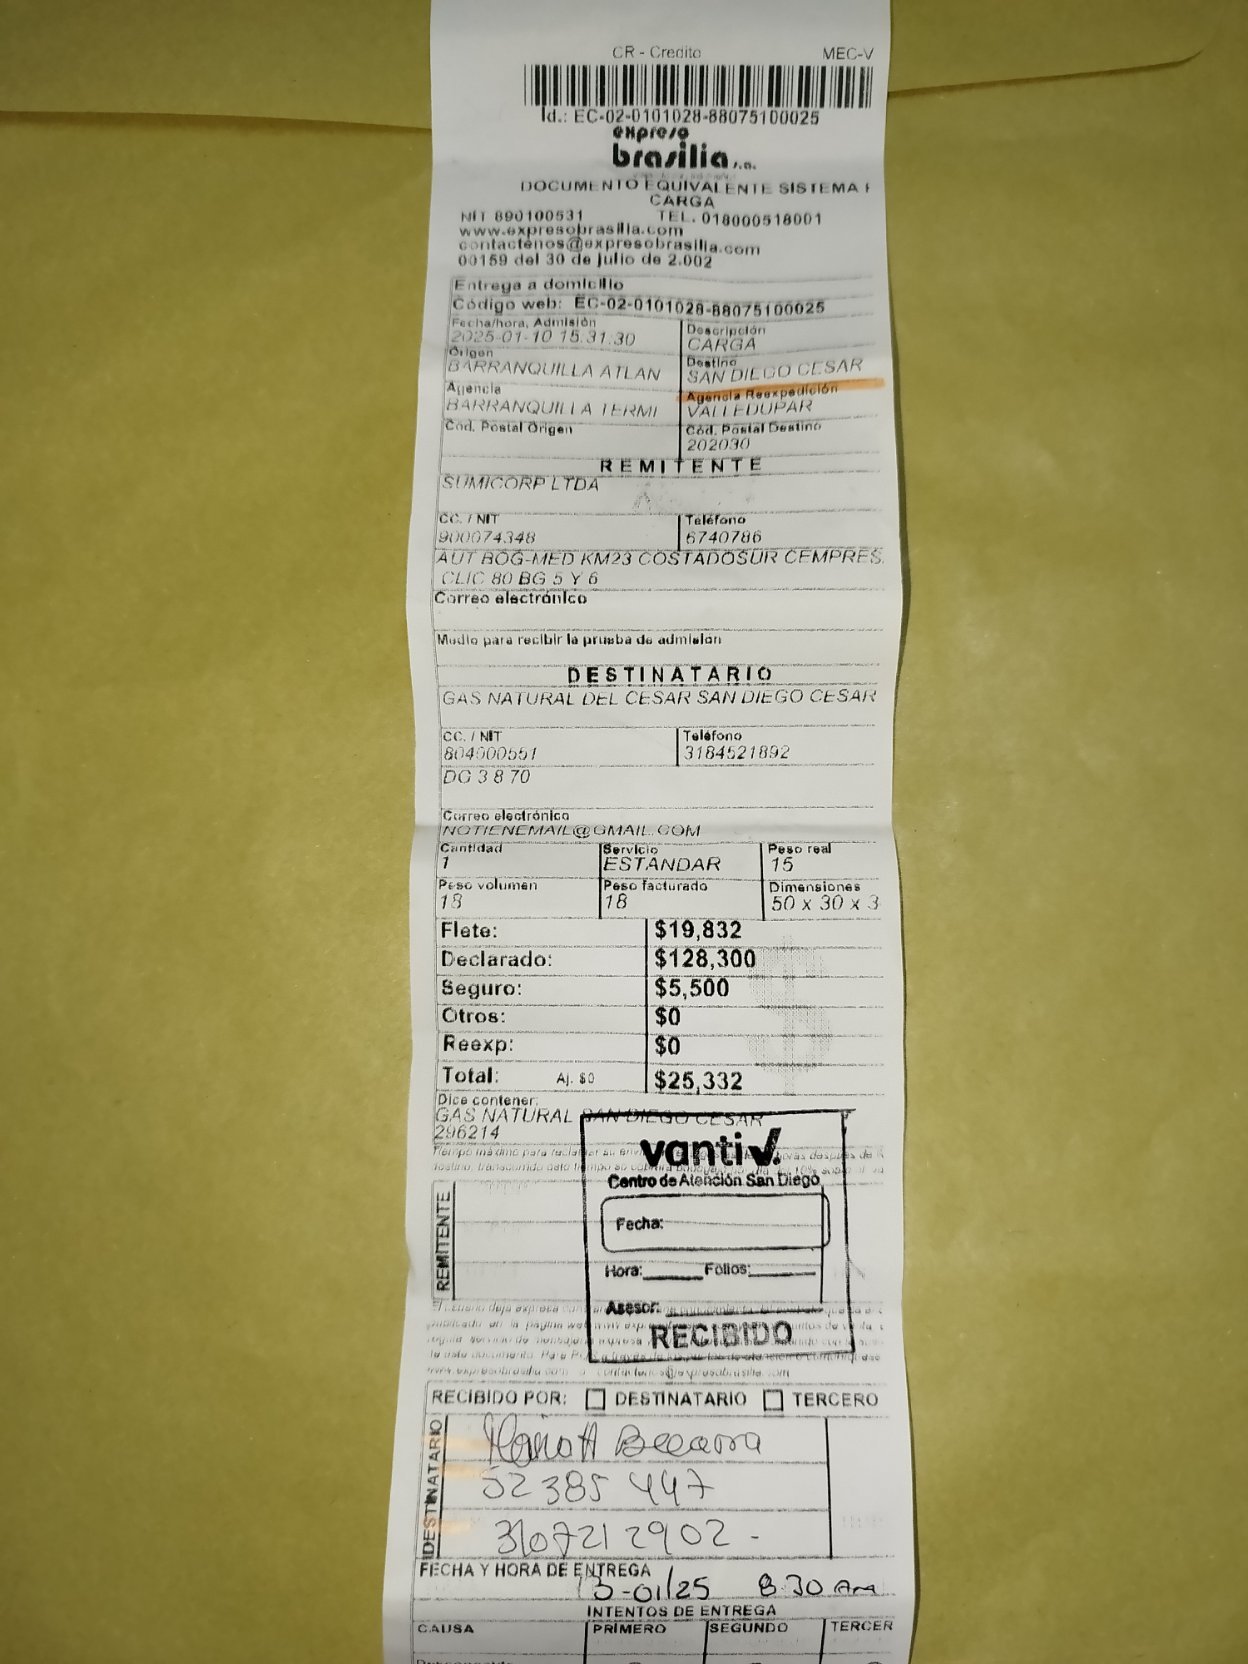 CR - Credito MEC-V
Id.: EC-02-0101028-88075100025
expreso
brasilia s.a.
DOCUMENTO EQUIVALENTE SISTEMA
CARGA
NIT 890100531 TEL. 018000518001
www.expresobrasilia.com
contactenos@expresobrasilia.com
00159 del 30 de julio de 2.002
Entrega a domicilio
Código web: EC-02-0101028-88075100025
Fecha/hora, Admisión Descripción
2025-01-10 15:31:30 CARGA
Origen Destino
BARRANQUILLA ATLAN SAN DIEGO CESAR
Agencia Agencia Reexpedición
BARRANQUILLA TERMI VALLEDUPAR
Cód. Postal Origen Cód. Postal Destino
202030
REMITENTE
SUMICORP LTDA
CC. / NIT Teléfono
900074348 6740786
AUT BOG-MED KM23 COSTADOSUR CEMPRES.
CLIC 80 BG 5 Y 6
Correo electrónico
Medio para recibir la prueba de admisión
DESTINATARIO
GAS NATURAL DEL CESAR SAN DIEGO CESAR
CC. / NIT Teléfono
804000551 3184521892
DG 3 8 70
Correo electrónico
NOTIENEMAIL@GMAIL.COM
Cantidad Servicio Peso real
1 ESTANDAR 15
Peso volumen Peso facturado Dimensiones
18 18 50 x 30 x 3
Flete: $19,832
Declarado: $128,300
Seguro: $5,500
Otros: $0
Reexp: $0
Total: Aj. $0 $25,332
Dice contener:
GAS NATURAL SAN DIEGO CESAR
296214
Tiempo máximo para reclamar su
vanti
Centro de Atención San Diego
Fecha:
Hora: Folios:
Asesor:
RECIBIDO
REMITENTE
RECIBIDO POR: DESTINATARIO TERCERO
DESTINATARIO
Becerra
52 385 447
3107212902 -
FECHA Y HORA DE ENTREGA
13-01/25 8:30 Am
INTENTOS DE ENTREGA
CAUSA PRIMERO SEGUNDO TERCER